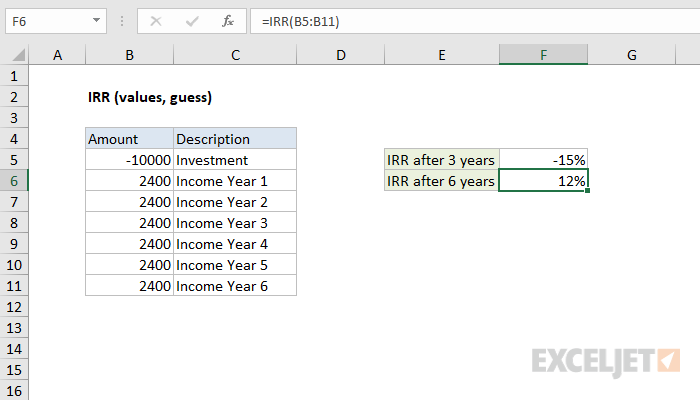 F6 fx =IRR(B5:B11)
A B C D E F G
1
2 IRR (values, guess)
3
4 Amount Description
5 -10000 Investment IRR after 3 years -15%
6 2400 Income Year 1 IRR after 6 years 12%
7 2400 Income Year 2
8 2400 Income Year 3
9 2400 Income Year 4
10 2400 Income Year 5
11 2400 Income Year 6
12
13
14
15
16
EXCELJET